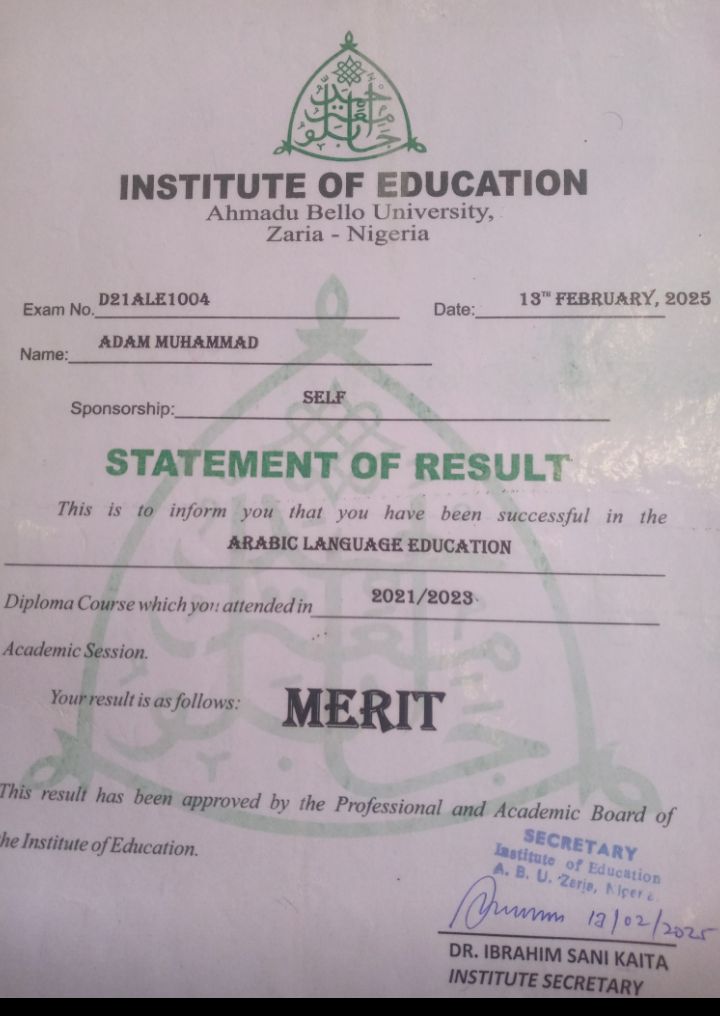 INSTITUTE OF EDUCATION
Ahmadu Bello University,
Zaria - Nigeria
Exam No. D21ALE1004 Date: 13TH FEBRUARY, 2025
Name: ADAM MUHAMMAD
Sponsorship: SELF
STATEMENT OF RESULT
This is to inform you that you have been successful in the
ARABIC LANGUAGE EDUCATION
Diploma Course which you attended in 2021/2023
Academic Session.
Your result is as follows: MERIT
This result has been approved by the Professional and Academic Board of
the Institute of Education.
SECRETARY
Institute of Education
A. B. U. Zaria, Nigeria
13/02/2025
DR. IBRAHIM SANI KAITA
INSTITUTE SECRETARY